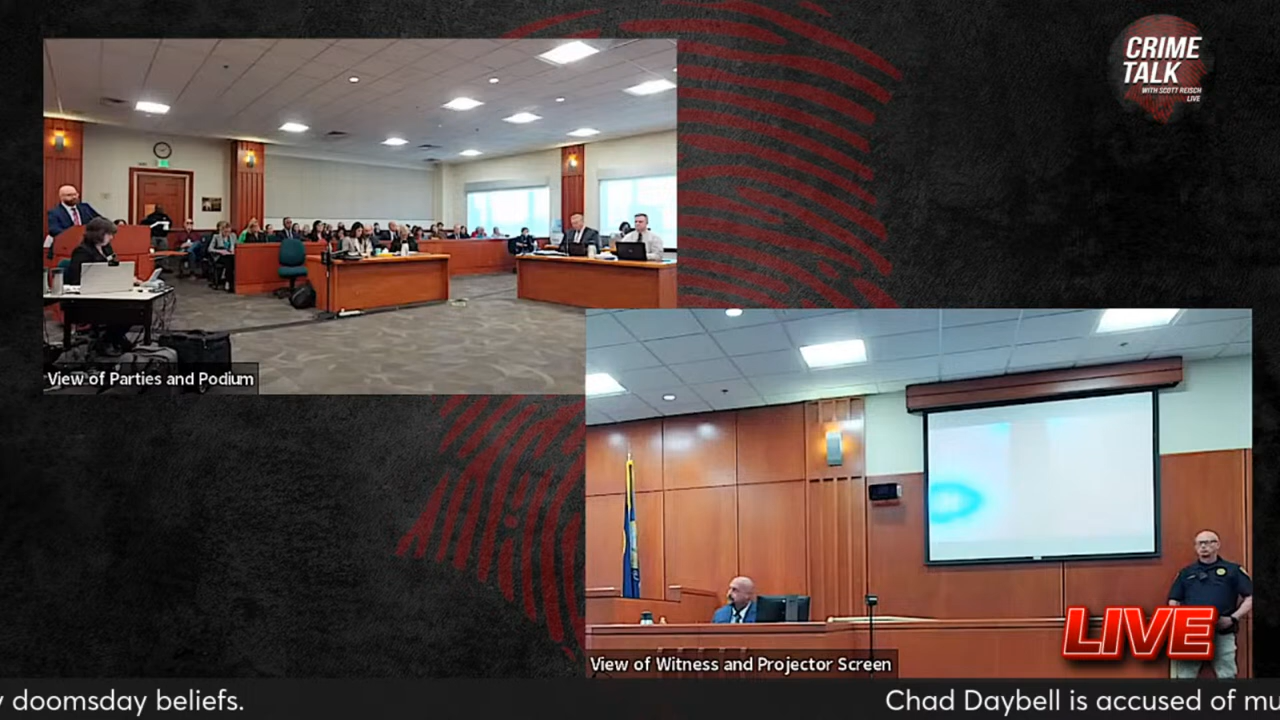 CRIME
TALK
WITH SCOTT REISCH
LIVE
View of Parties and Podium
View of Witness and Projector Screen
LIVE
y doomsday beliefs.
Chad Daybell is accused of mu